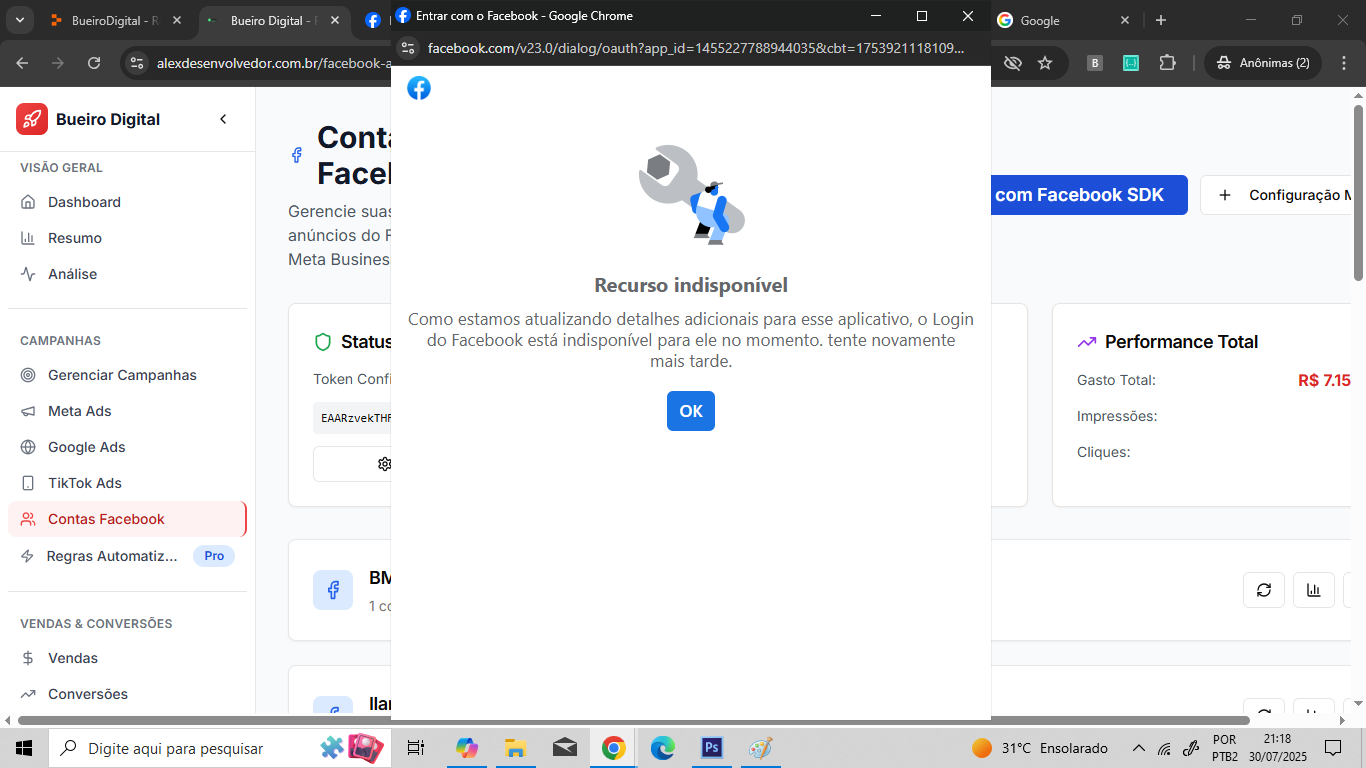 BueiroDigital - R
Bueiro Digital - F
Entrar com o Facebook - Google Chrome
Google
alexdesenvolvedor.com.br/facebook-a
facebook.com/v23.0/dialog/oauth?app_id=1455227788944035&cbt=1753921118109...
B
Anônimas (2)
Bueiro Digital
VISÃO GERAL
Dashboard
Resumo
Análise
CAMPANHAS
Gerenciar Campanhas
Meta Ads
Google Ads
TikTok Ads
Contas Facebook
Regras Automatiz...
Pro
VENDAS & CONVERSÕES
Vendas
Conversões
Conta
Faceb
Gerencie suas
anúncios do F
Meta Busines
com Facebook SDK
Configuração M
Status
Token Confi
EAARzvekTHF
Recurso indisponível
Como estamos atualizando detalhes adicionais para esse aplicativo, o Login
do Facebook está indisponível para ele no momento. tente novamente
mais tarde.
OK
Performance Total
Gasto Total:
R$ 7.15
Impressões:
Cliques:
BM
1 co
llar
Digite aqui para pesquisar
Ps
31°C Ensolarado
POR
PTB2
21:18
30/07/2025